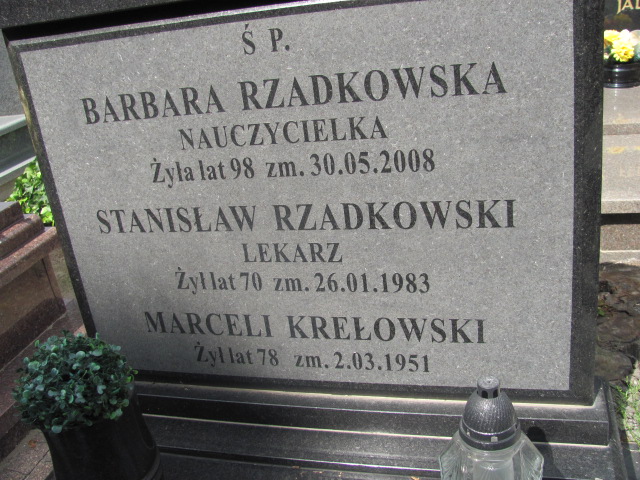 Ś P.
BARBARA RZADKOWSKA
NAUCZYCIELKA
Żyła lat 98 zm. 30.05.2008
STANISŁAW RZADKOWSKI
LEKARZ
Żył lat 70 zm. 26.01.1983
MARCELI KREŁOWSKI
Żył lat 78 zm. 2.03.1951